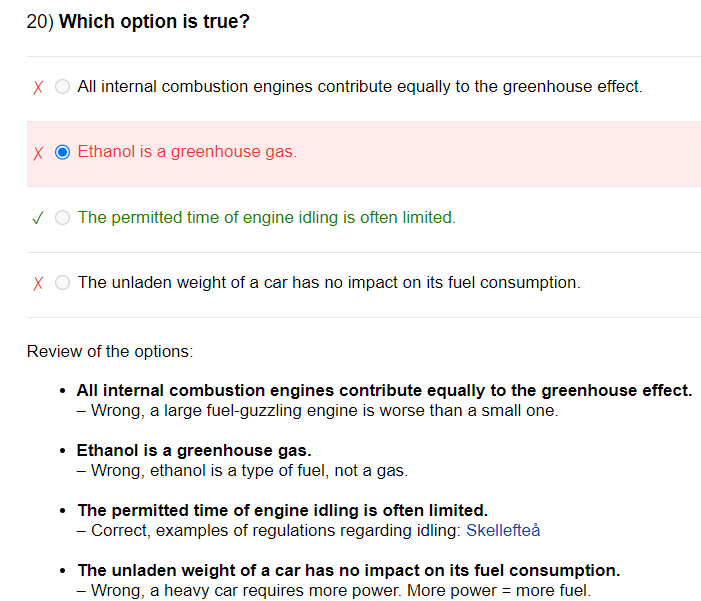 20) Which option is true?
☓ All internal combustion engines contribute equally to the greenhouse effect.
☓ Ethanol is a greenhouse gas.
✓ The permitted time of engine idling is often limited.
☓ The unladen weight of a car has no impact on its fuel consumption.
Review of the options:
• All internal combustion engines contribute equally to the greenhouse effect.
– Wrong, a large fuel-guzzling engine is worse than a small one.
• Ethanol is a greenhouse gas.
– Wrong, ethanol is a type of fuel, not a gas.
• The permitted time of engine idling is often limited.
– Correct, examples of regulations regarding idling: Skellefteå
• The unladen weight of a car has no impact on its fuel consumption.
– Wrong, a heavy car requires more power. More power = more fuel.